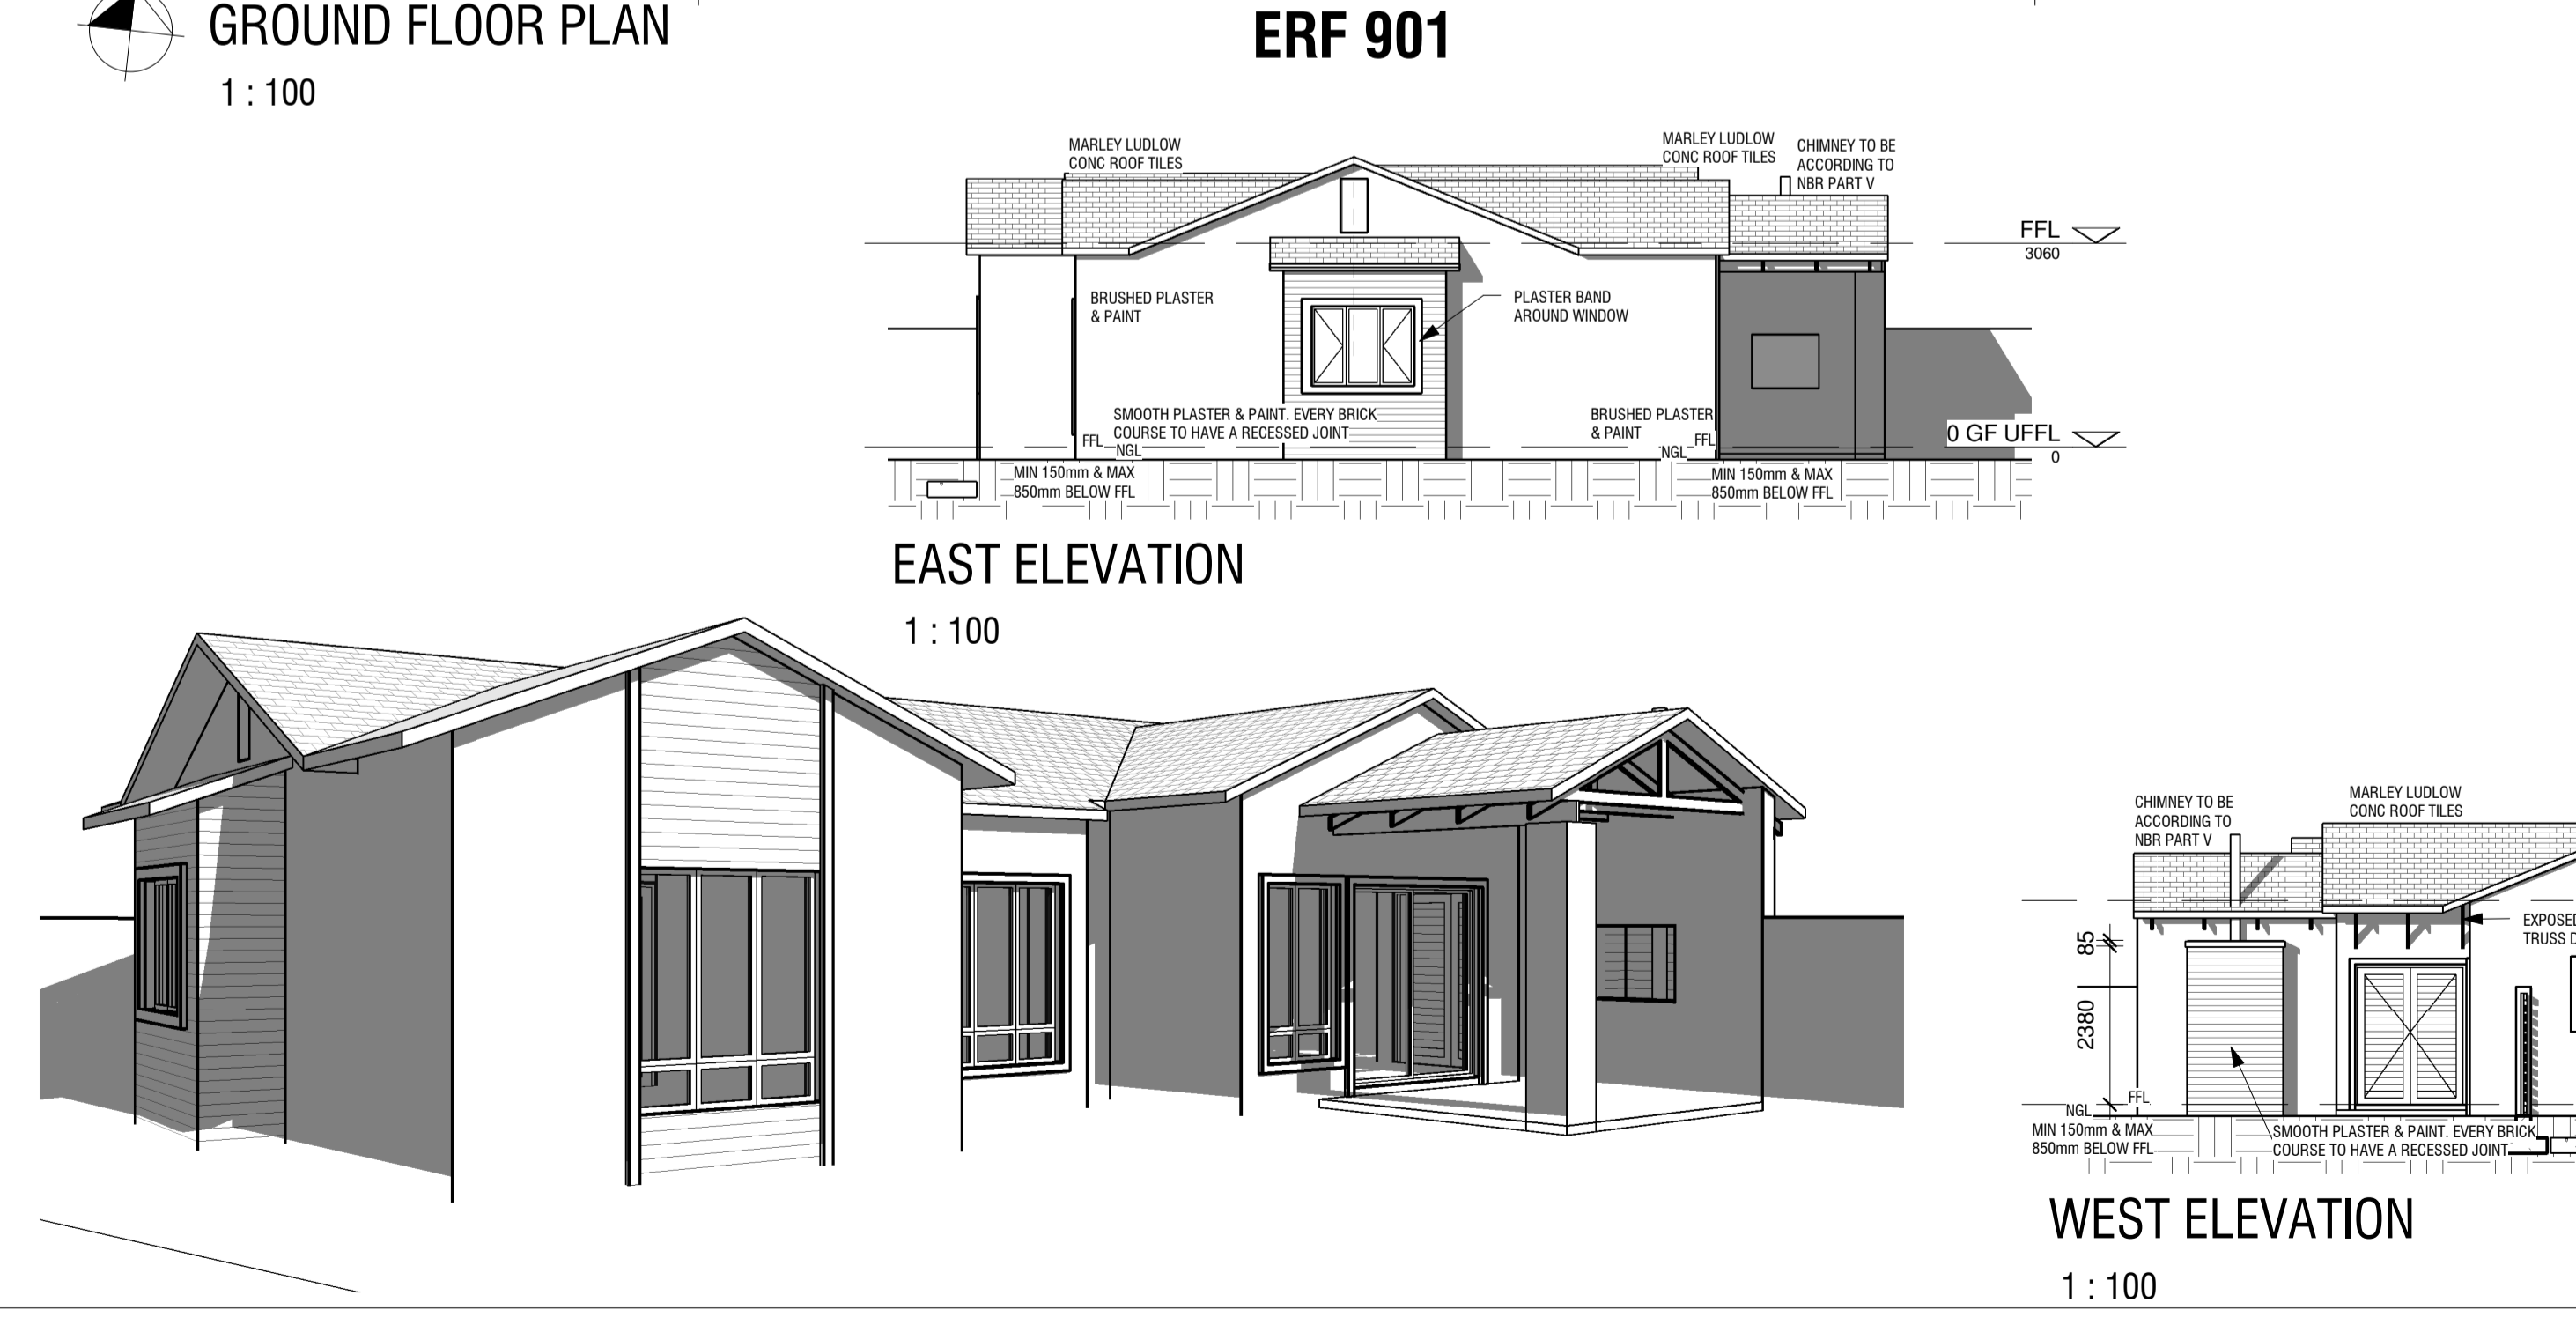 GROUND FLOOR PLAN
1 : 100
ERF 901
MARLEY LUDLOW
CONC ROOF TILES
MARLEY LUDLOW
CONC ROOF TILES
CHIMNEY TO BE
ACCORDING TO
NBR PART V
FFL
3060
BRUSHED PLASTER
& PAINT
PLASTER BAND
AROUND WINDOW
SMOOTH PLASTER & PAINT. EVERY BRICK
COURSE TO HAVE A RECESSED JOINT
FFL
NGL
BRUSHED PLASTER
& PAINT
FFL
NGL
0 GF UFFL
0
MIN 150mm & MAX
850mm BELOW FFL
MIN 150mm & MAX
850mm BELOW FFL
EAST ELEVATION
1 : 100
CHIMNEY TO BE
ACCORDING TO
NBR PART V
MARLEY LUDLOW
CONC ROOF TILES
EXPOSED
TRUSS D
85
2380
FFL
NGL
MIN 150mm & MAX
850mm BELOW FFL
SMOOTH PLASTER & PAINT. EVERY BRICK
COURSE TO HAVE A RECESSED JOINT
WEST ELEVATION
1 : 100